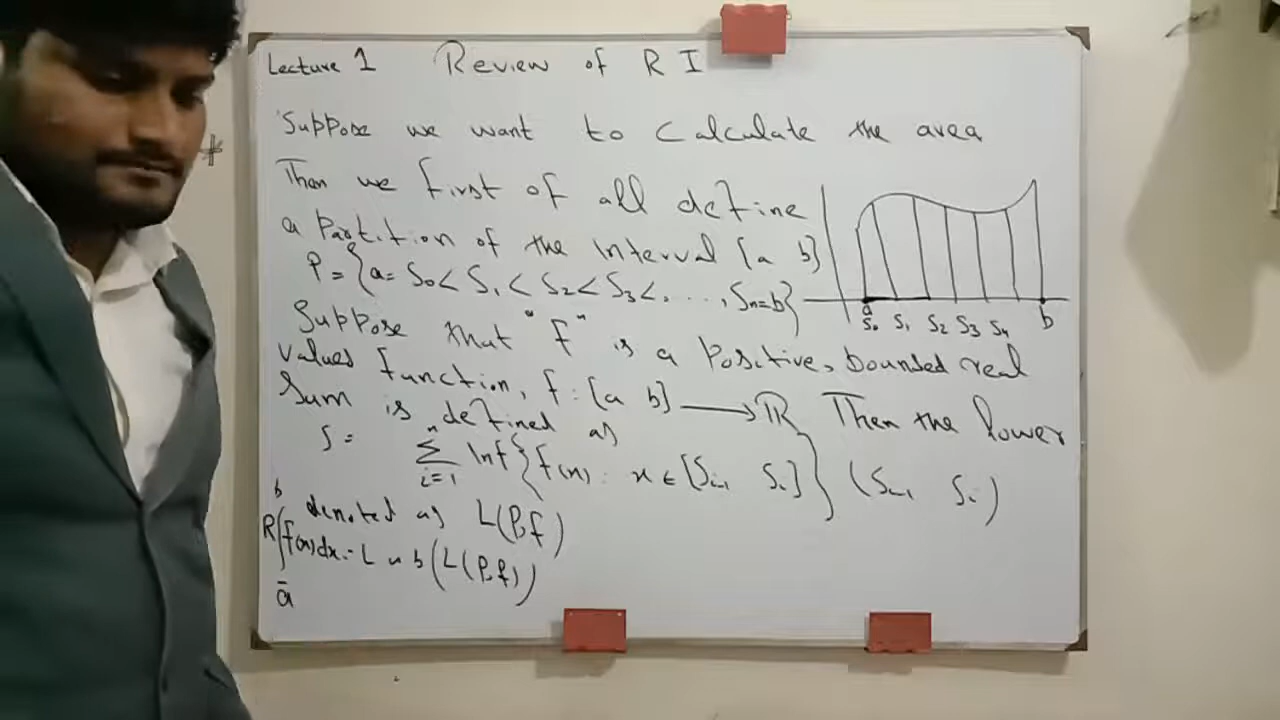 Lecture 1 Review of R I
Suppose we want to Calculate the area
Then we first of all define
a Partition of the Interval [a b]
P = {a = S0 < S1 < S2 < S3 < . . . , Sn = b}
a
S0 S1 S2 S3 S4 b
Suppose that "f" is a Positive, bounded real
values function, f : [a b] → R Then the lower
Sum is defined as
S = n ∑ i=1 Inf {f(x) : x ∈ [Si-1 Si]} (Si-1 Si)
denoted as L(P,f)
R ∫ b a f(x)dx = L u b (L(P,f))